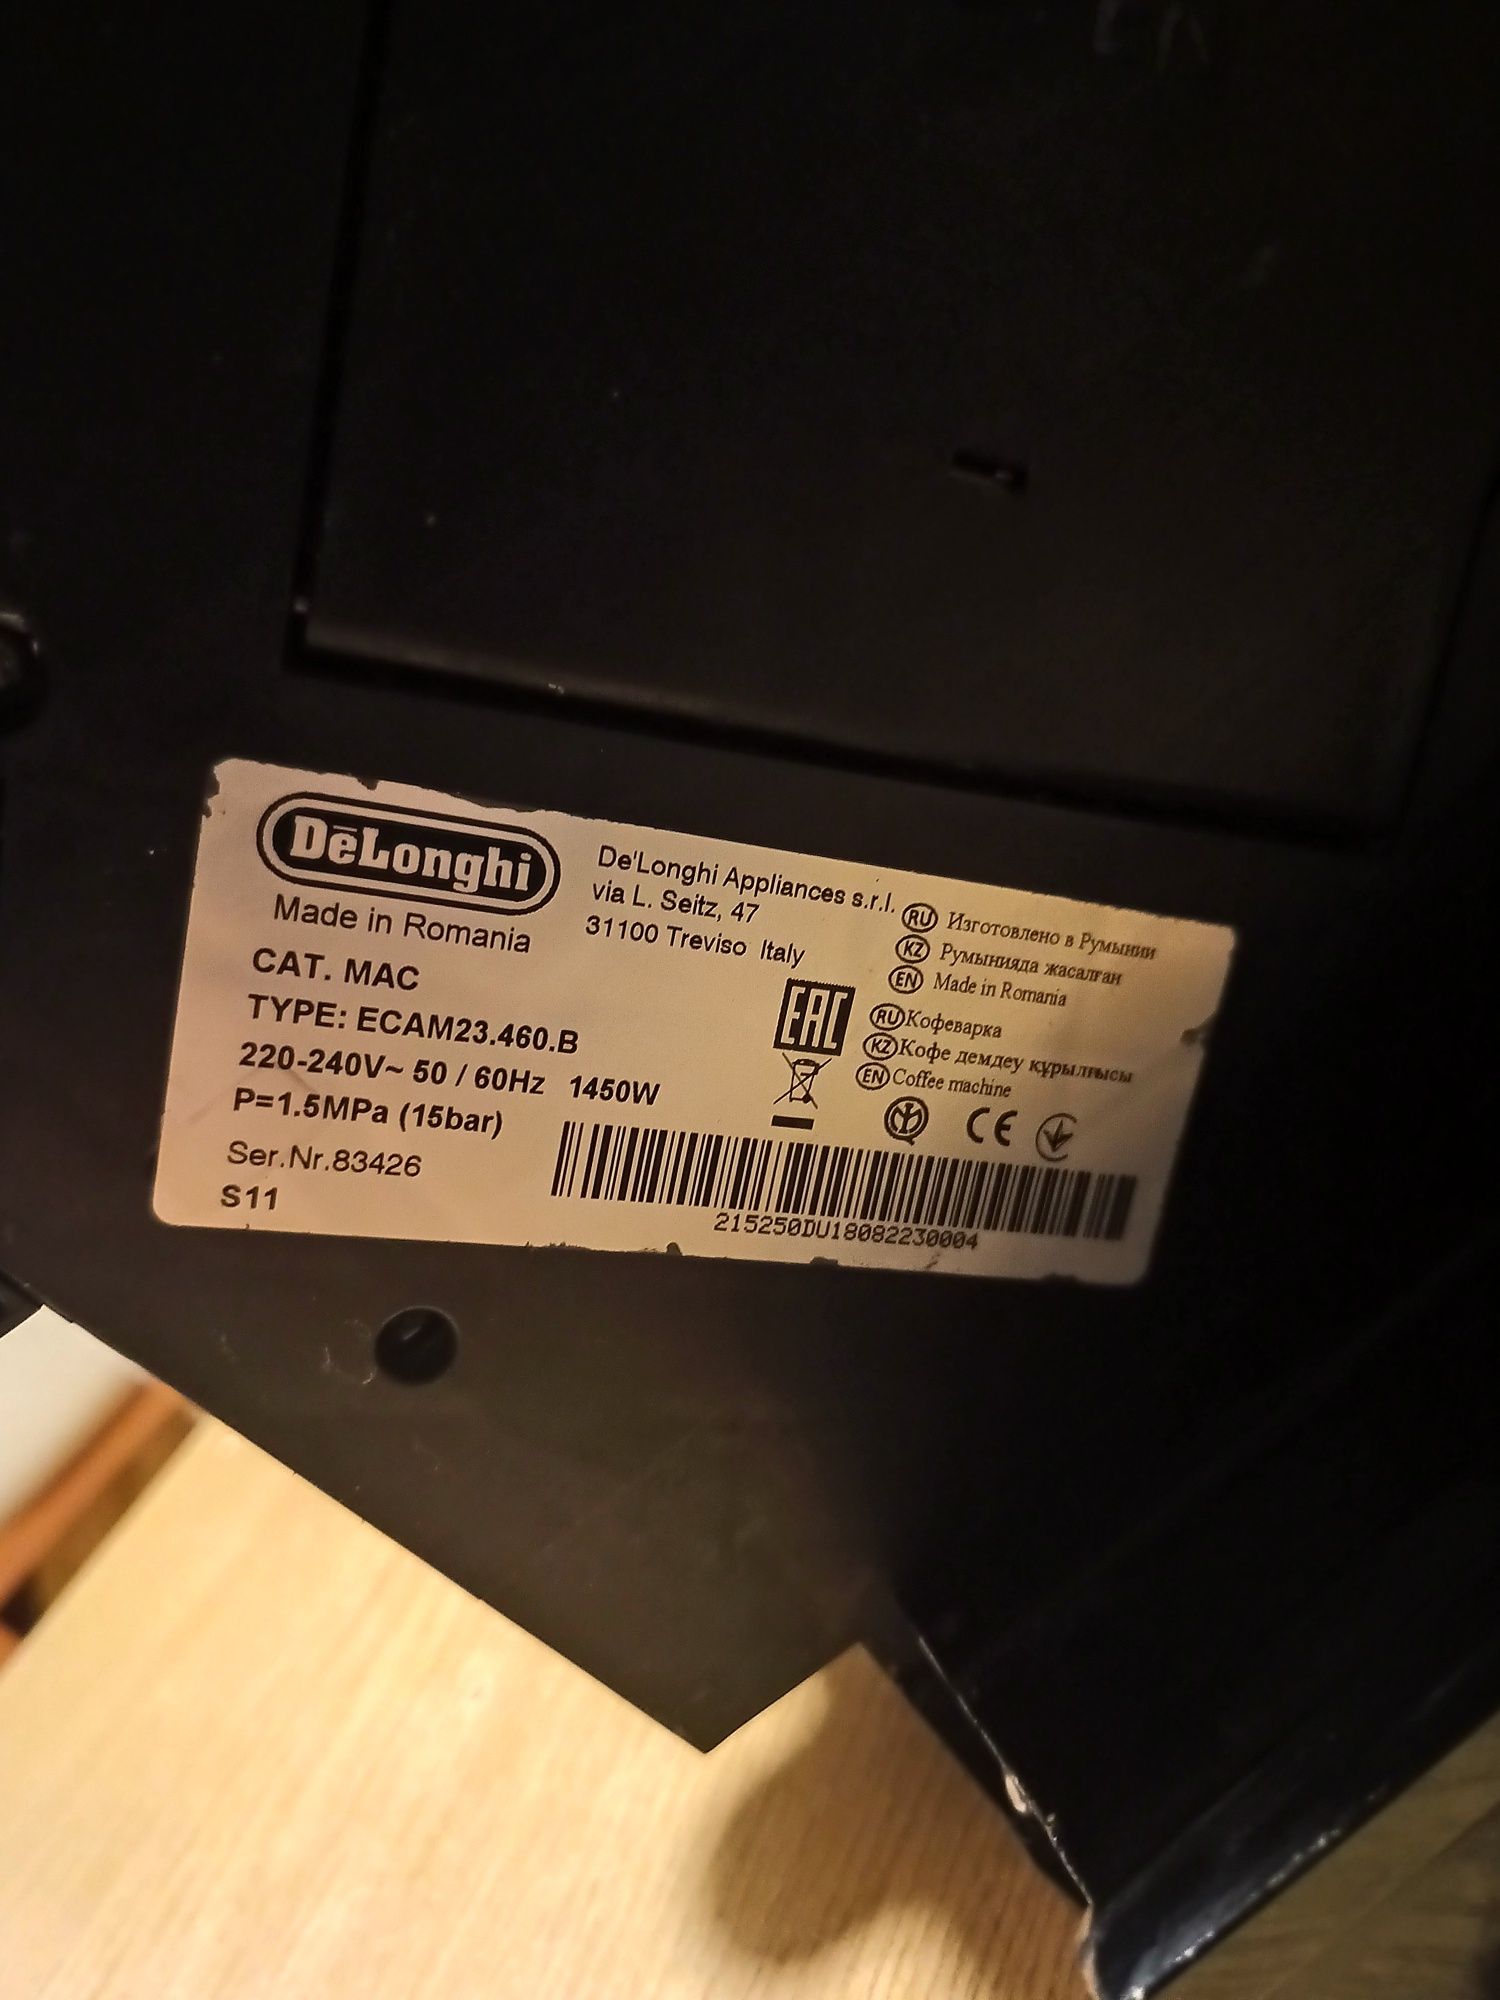 DeLonghi
Made in Romania
CAT. MAC
TYPE: ECAM23.460.B
220-240V~ 50 / 60Hz 1450W
P=1.5MPa (15bar)
Ser.Nr.83426
S11
De'Longhi Appliances s.r.l.
via L. Seitz, 47
31100 Treviso Italy
RU Изготовлено в Румынии
KZ Румынияда жасалған
EN Made in Romania
EAC
RU Кофеварка
KZ Кофе демдеу құрылғысы
EN Coffee machine
CE
215250DU18082230004